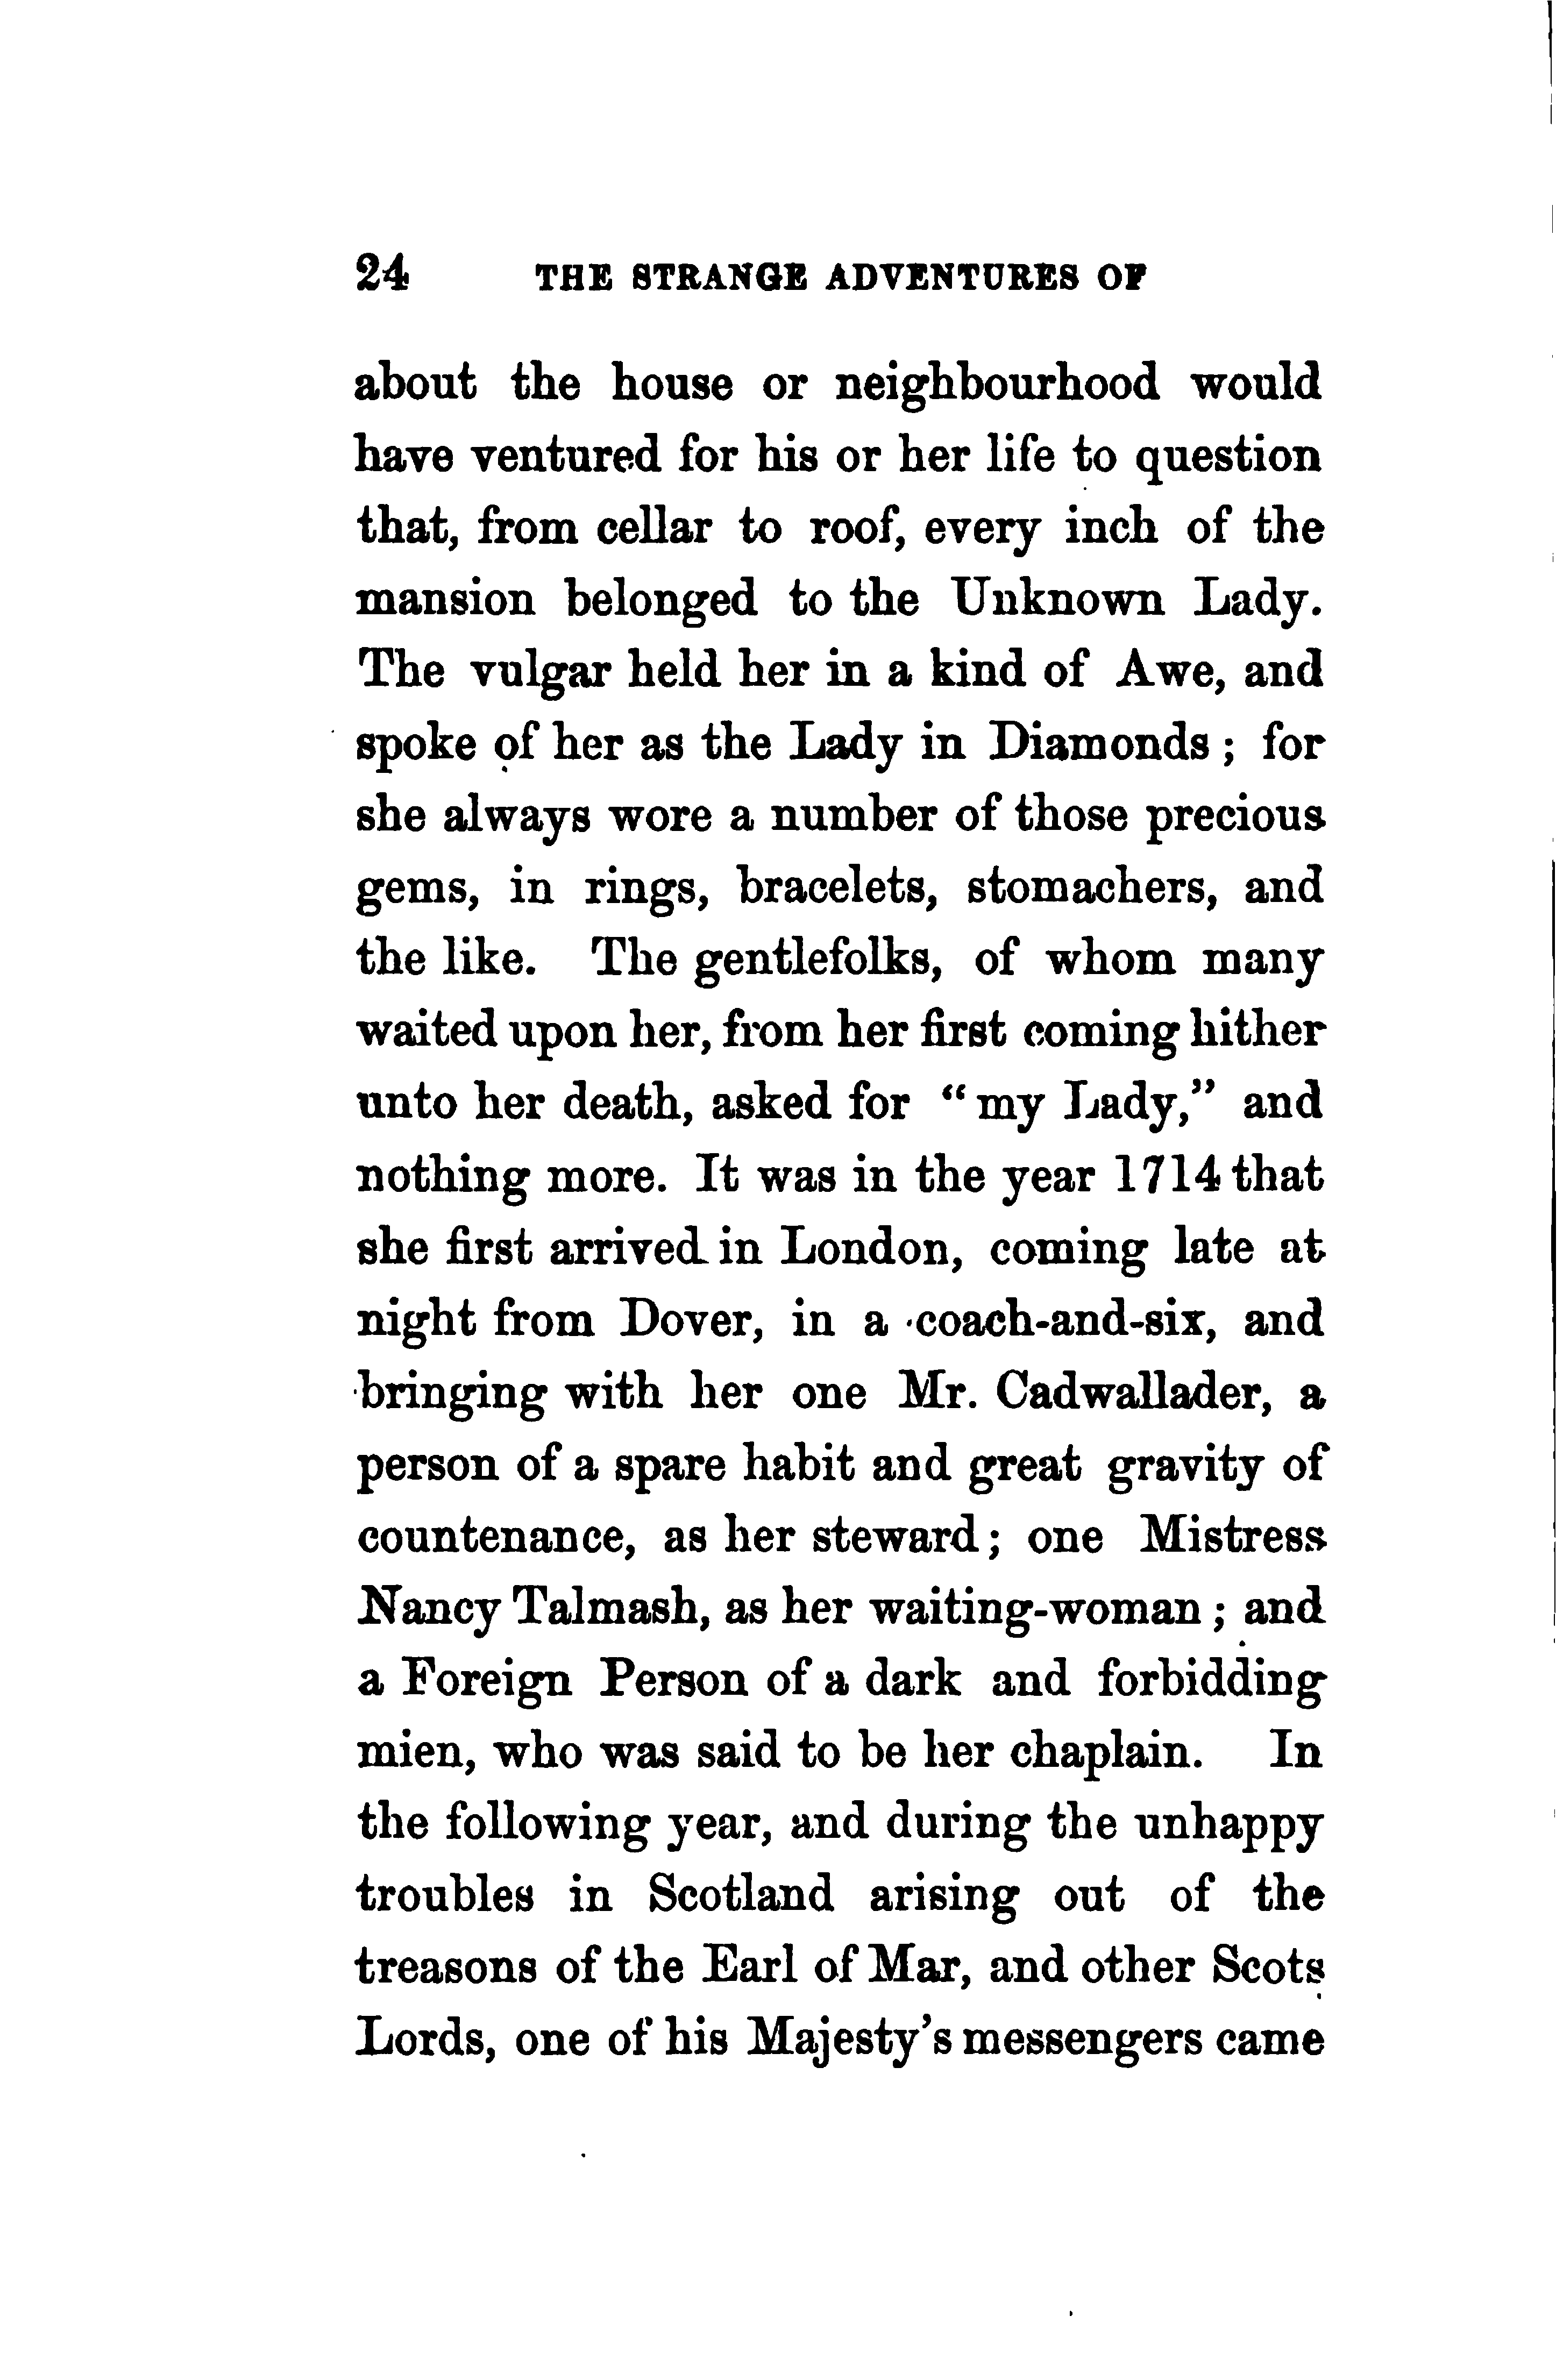 24 THE STRANGE ADVENTURES OF
about the house or neighbourhood would
have ventured for his or her life to question
that, from cellar to roof, every inch of the
mansion belonged to the Unknown Lady.
The vulgar held her in a kind of Awe, and
spoke of her as the Lady in Diamonds; for
she always wore a number of those precious
gems, in rings, bracelets, stomachers, and
the like. The gentlefolks, of whom many
waited upon her, from her first coming hither
unto her death, asked for “my Lady,” and
nothing more. It was in the year 1714 that
she first arrived in London, coming late at
night from Dover, in a coach-and-six, and
bringing with her one Mr. Cadwallader, a
person of a spare habit and great gravity of
countenance, as her steward; one Mistress
Nancy Talmash, as her waiting-woman; and
a Foreign Person of a dark and forbidding
mien, who was said to be her chaplain. In
the following year, and during the unhappy
troubles in Scotland arising out of the
treasons of the Earl of Mar, and other Scots
Lords, one of his Majesty’s messengers came